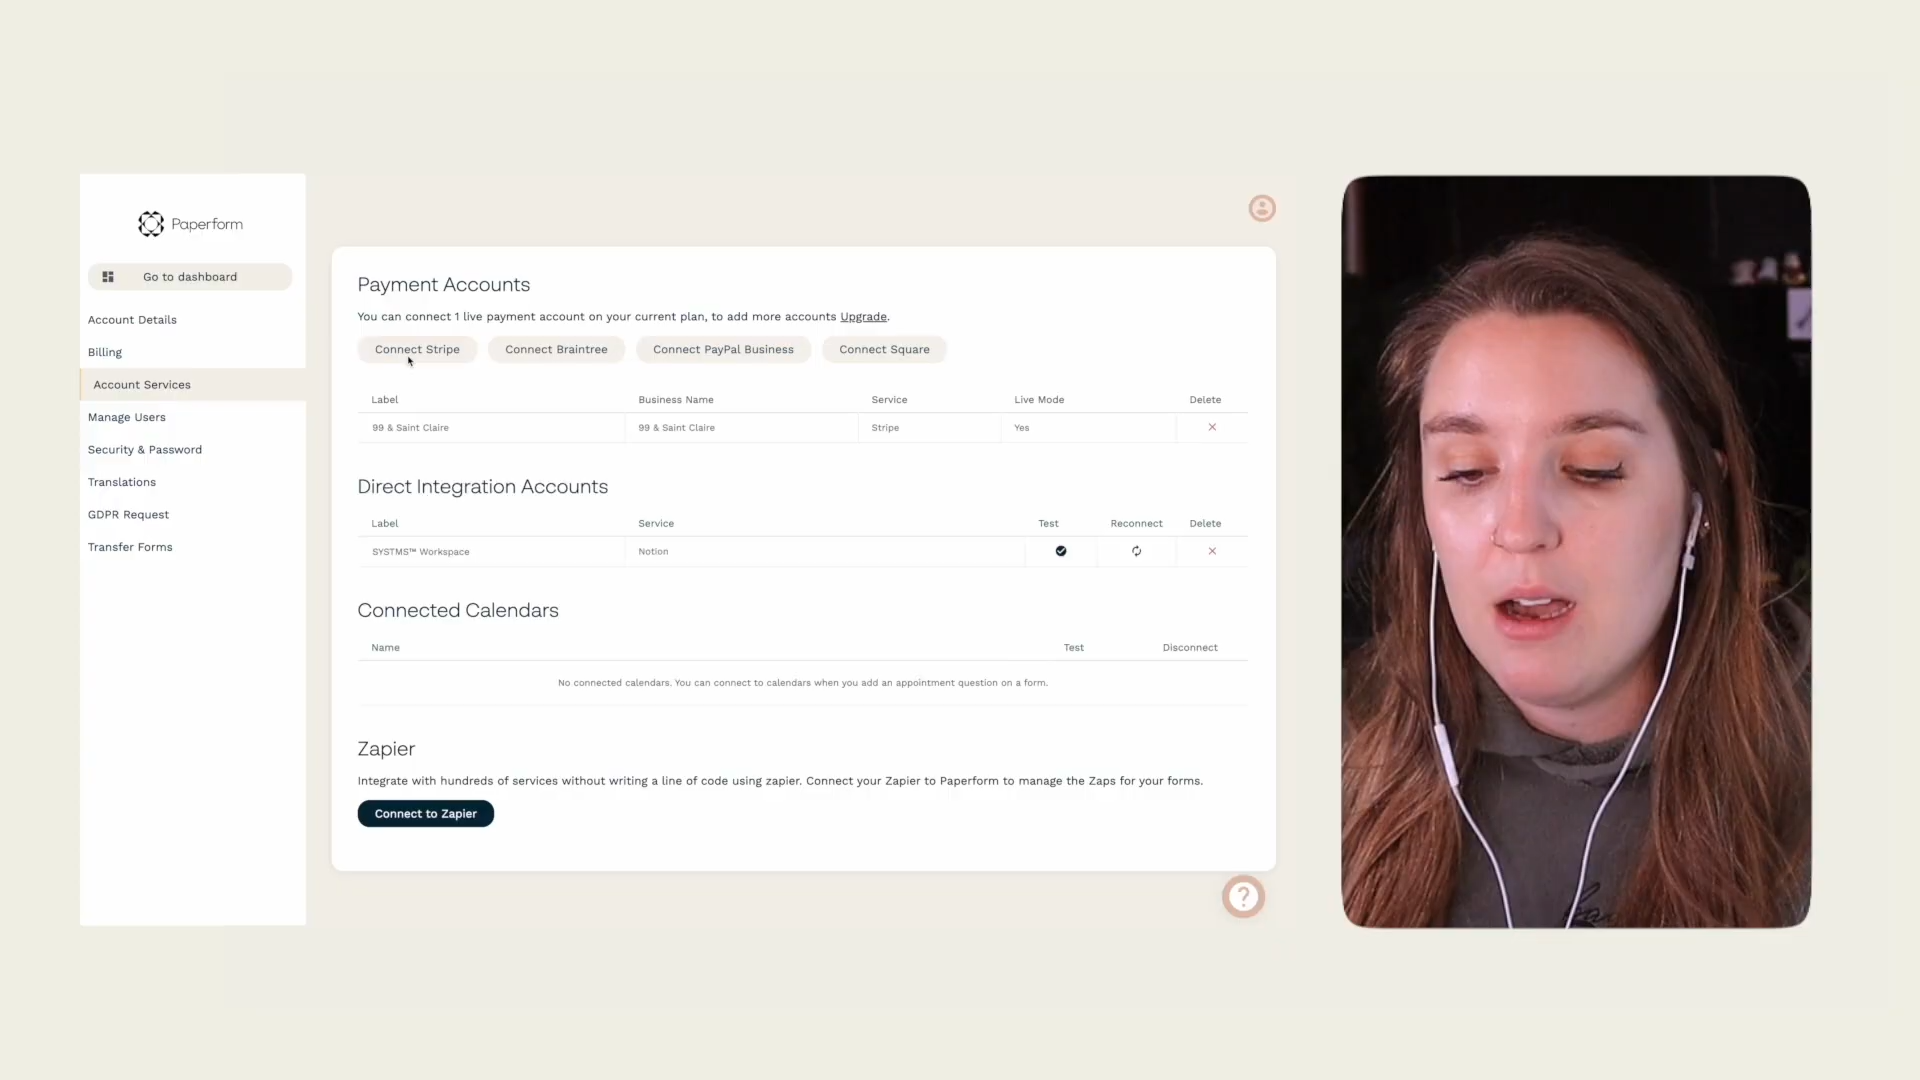 Paperform
Go to dashboard
Account Details
Billing
Account Services
Manage Users
Security & Password
Translations
GDPR Request
Transfer Forms
Payment Accounts
You can connect 1 live payment account on your current plan, to add more accounts Upgrade.
Connect Stripe Connect Braintree Connect PayPal Business Connect Square
Label Business Name Service Live Mode Delete
99 & Saint Claire 99 & Saint Claire Stripe Yes
Direct Integration Accounts
Label Service Test Reconnect Delete
SYSTMS™ Workspace Notion
Connected Calendars
Name Test Disconnect
No connected calendars. You can connect to calendars when you add an appointment question on a form.
Zapier
Integrate with hundreds of services without writing a line of code using zapier. Connect your Zapier to Paperform to manage the Zaps for your forms.
Connect to Zapier
?